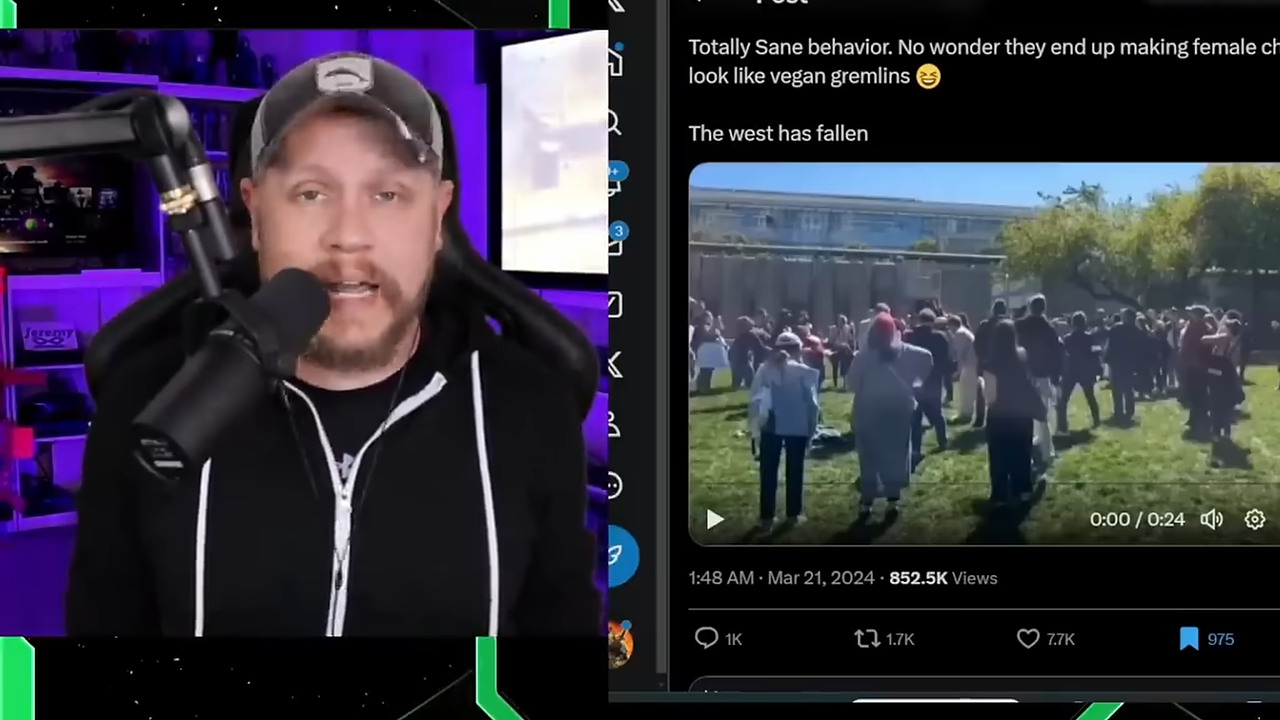 Totally Sane behavior. No wonder they end up making female
look like vegan gremlins 😆
The west has fallen
Jeremy
3
0:00 / 0:24
1:48 AM · Mar 21, 2024 · 852.5K Views
1K
1.7K
7.7K
975